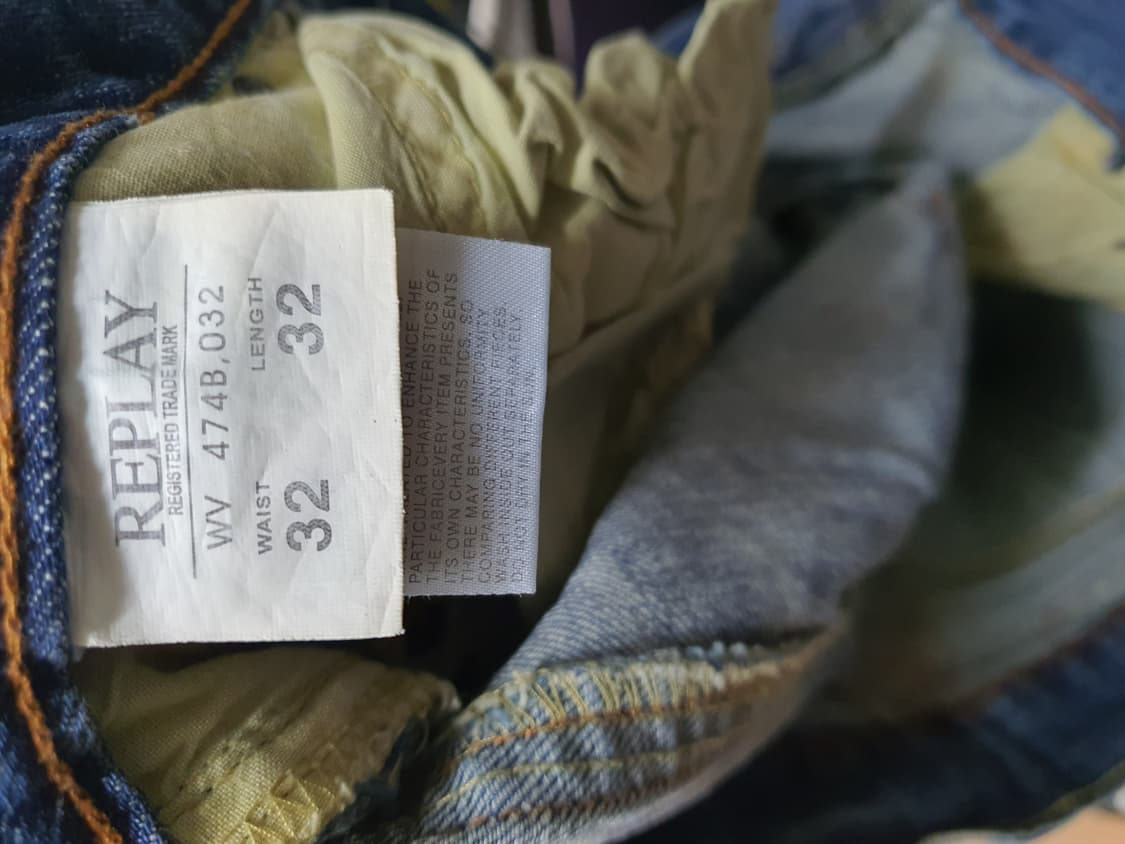 REPLAY
REGISTERED TRADE MARK
WV 474B,032
WAIST LENGTH
32 32
TO ENHANCE THE
PARTICULAR CHARACTERISTICS OF
THE FABRIC EVERY ITEM PRESENTS
ITS OWN CHARACTERISTICS, SO
THERE MAY BE NO UNIFORMITY
COMPARING DIFFERENT PIECES.
WASH INSIDE OUT SEPARATELY.
DO NOT DRY IN THE SUN.